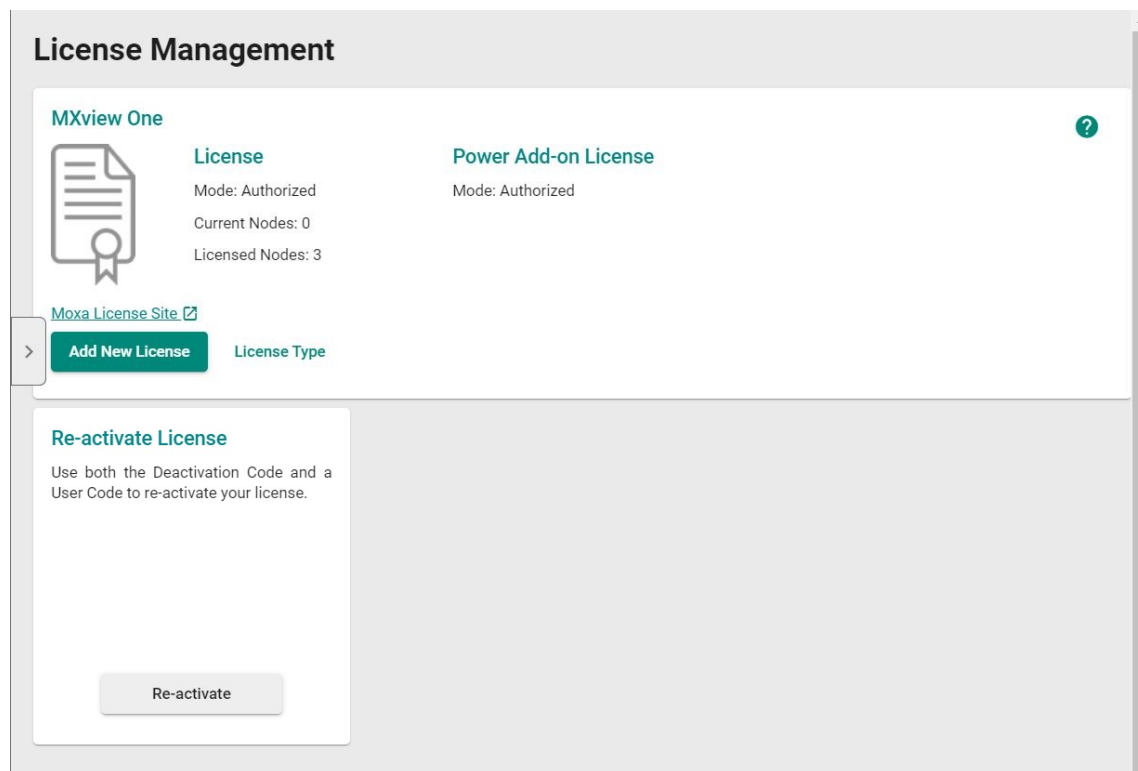 License Management
MXview One
License
Mode: Authorized
Current Nodes: 0
Licensed Nodes: 3
Power Add-on License
Mode: Authorized
Moxa License Site
Add New License
License Type
Re-activate License
Use both the Deactivation Code and a
User Code to re-activate your license.
Re-activate